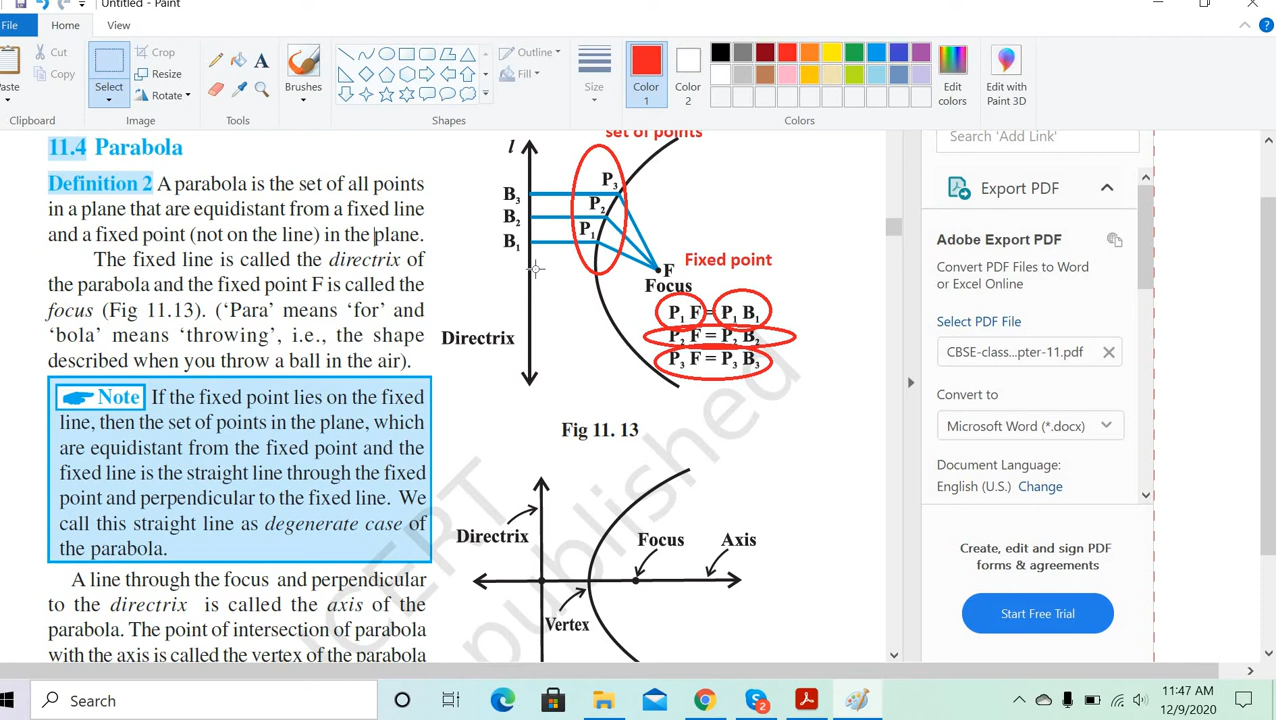 Untitled - Paint
File
Home
View
Cut
Copy
Paste
Clipboard
Select
Crop
Resize
Rotate
Image
Tools
Brushes
Shapes
Outline
Fill
Size
Color 1
Color 2
Edit colors
Edit with Paint 3D
Colors
11.4 Parabola
Definition 2 A parabola is the set of all points
in a plane that are equidistant from a fixed line
and a fixed point (not on the line) in the plane.
The fixed line is called the directrix of
the parabola and the fixed point F is called the
focus (Fig 11.13). (‘Para’ means ‘for’ and
‘bola’ means ‘throwing’, i.e., the shape
described when you throw a ball in the air).
Note If the fixed point lies on the fixed
line, then the set of points in the plane, which
are equidistant from the fixed point and the
fixed line is the straight line through the fixed
point and perpendicular to the fixed line. We
call this straight line as degenerate case of
the parabola.
A line through the focus and perpendicular
to the directrix is called the axis of the
parabola. The point of intersection of parabola
with the axis is called the vertex of the parabola
set of points
l
B3
P3
B2
P2
B1
P1
F
Focus
Fixed point
P1 F = P1 B1
P2 F = P2 B2
P3 F = P3 B3
Directrix
Fig 11. 13
Directrix
Focus
Axis
Vertex
published
published
Search 'Add Link'
Export PDF
Adobe Export PDF
Convert PDF Files to Word
or Excel Online
Select PDF File
CBSE-class...pter-11.pdf
Convert to
Microsoft Word (*.docx)
Document Language:
English (U.S.) Change
Create, edit and sign PDF
forms & agreements
Start Free Trial
Search
2
11:47 AM
12/9/2020